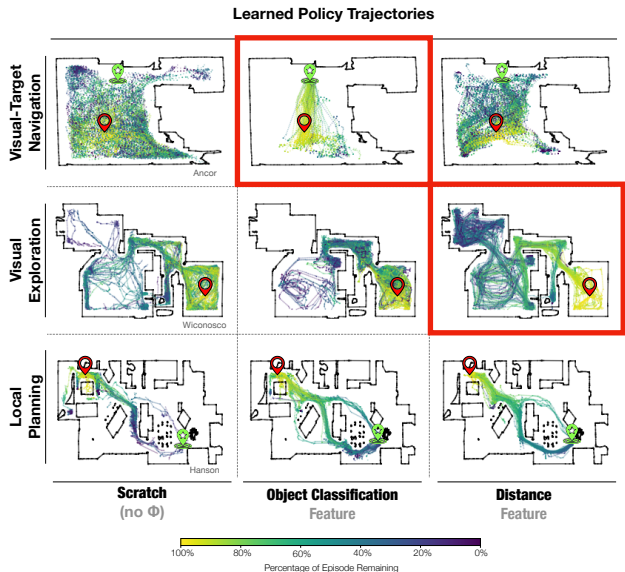 Learned Policy Trajectories
Visual-Target
Navigation
Ancor
Visual
Exploration
Wiconosco
Local
Planning
Hanson
Scratch
(no Φ)
Object Classification
Feature
Distance
Feature
100% 80% 60% 40% 20% 0%
Percentage of Episode Remaining